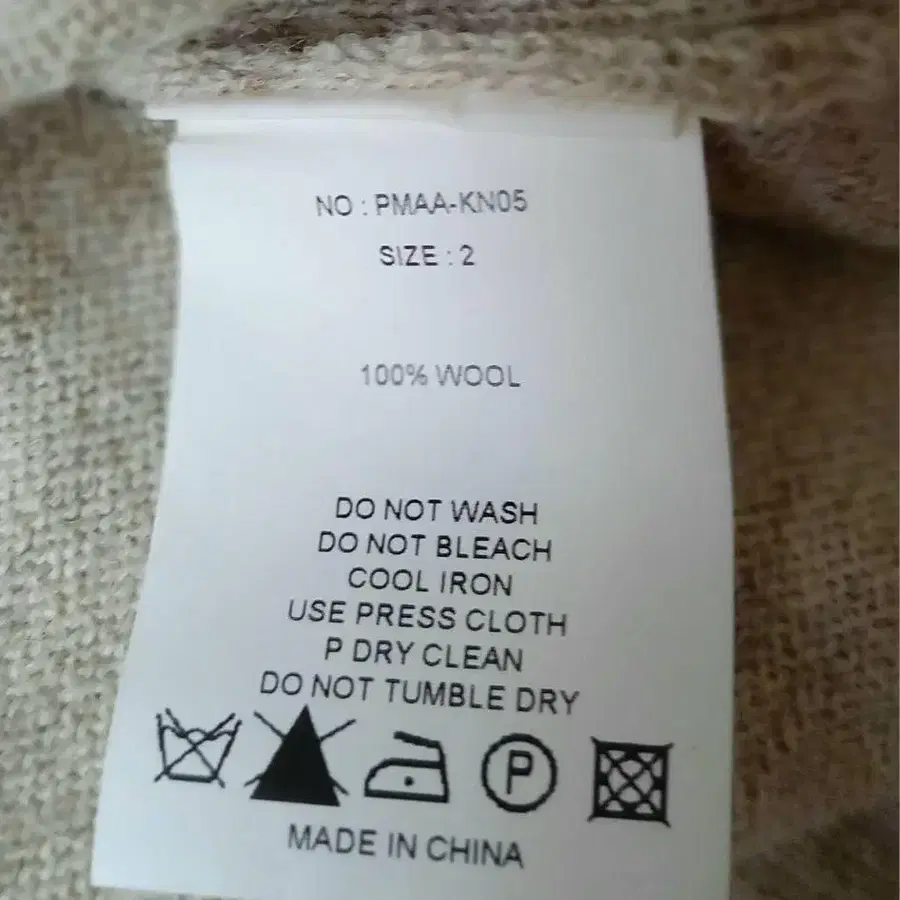 NO : PMAA-KN05
SIZE : 2
100% WOOL
DO NOT WASH
DO NOT BLEACH
COOL IRON
USE PRESS CLOTH
P DRY CLEAN
DO NOT TUMBLE DRY
P
MADE IN CHINA